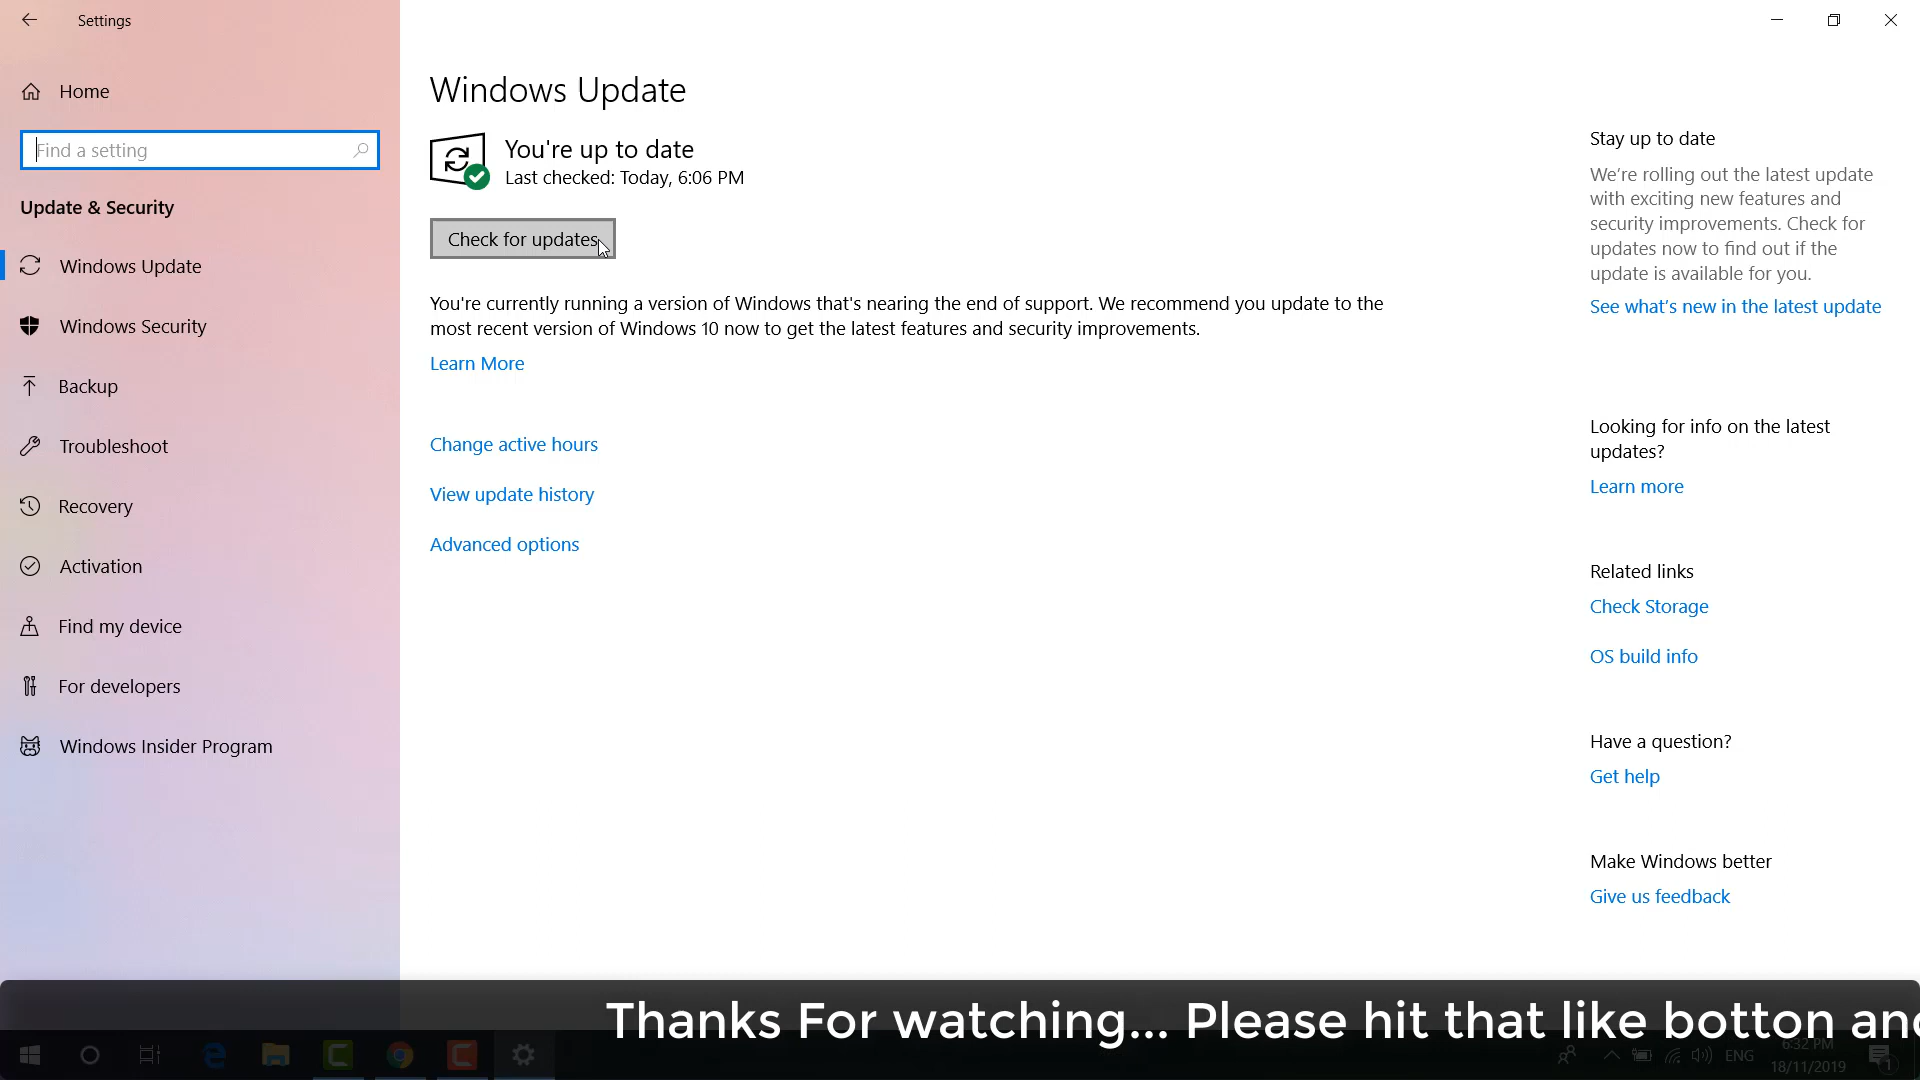 Settings
Home
Find a setting
Update & Security
Windows Update
Windows Security
Backup
Troubleshoot
Recovery
Activation
Find my device
For developers
Windows Insider Program
Windows Update
You're up to date
Last checked: Today, 6:06 PM
Check for updates
You're currently running a version of Windows that's nearing the end of support. We recommend you update to the
most recent version of Windows 10 now to get the latest features and security improvements.
Learn More
Change active hours
View update history
Advanced options
Stay up to date
We're rolling out the latest update
with exciting new features and
security improvements. Check for
updates now to find out if the
update is available for you.
See what's new in the latest update
Looking for info on the latest
updates?
Learn more
Related links
Check Storage
OS build info
Have a question?
Get help
Make Windows better
Give us feedback
Thanks For watching... Please hit that like botton and
ENG
6:32 PM
18/11/2019
1